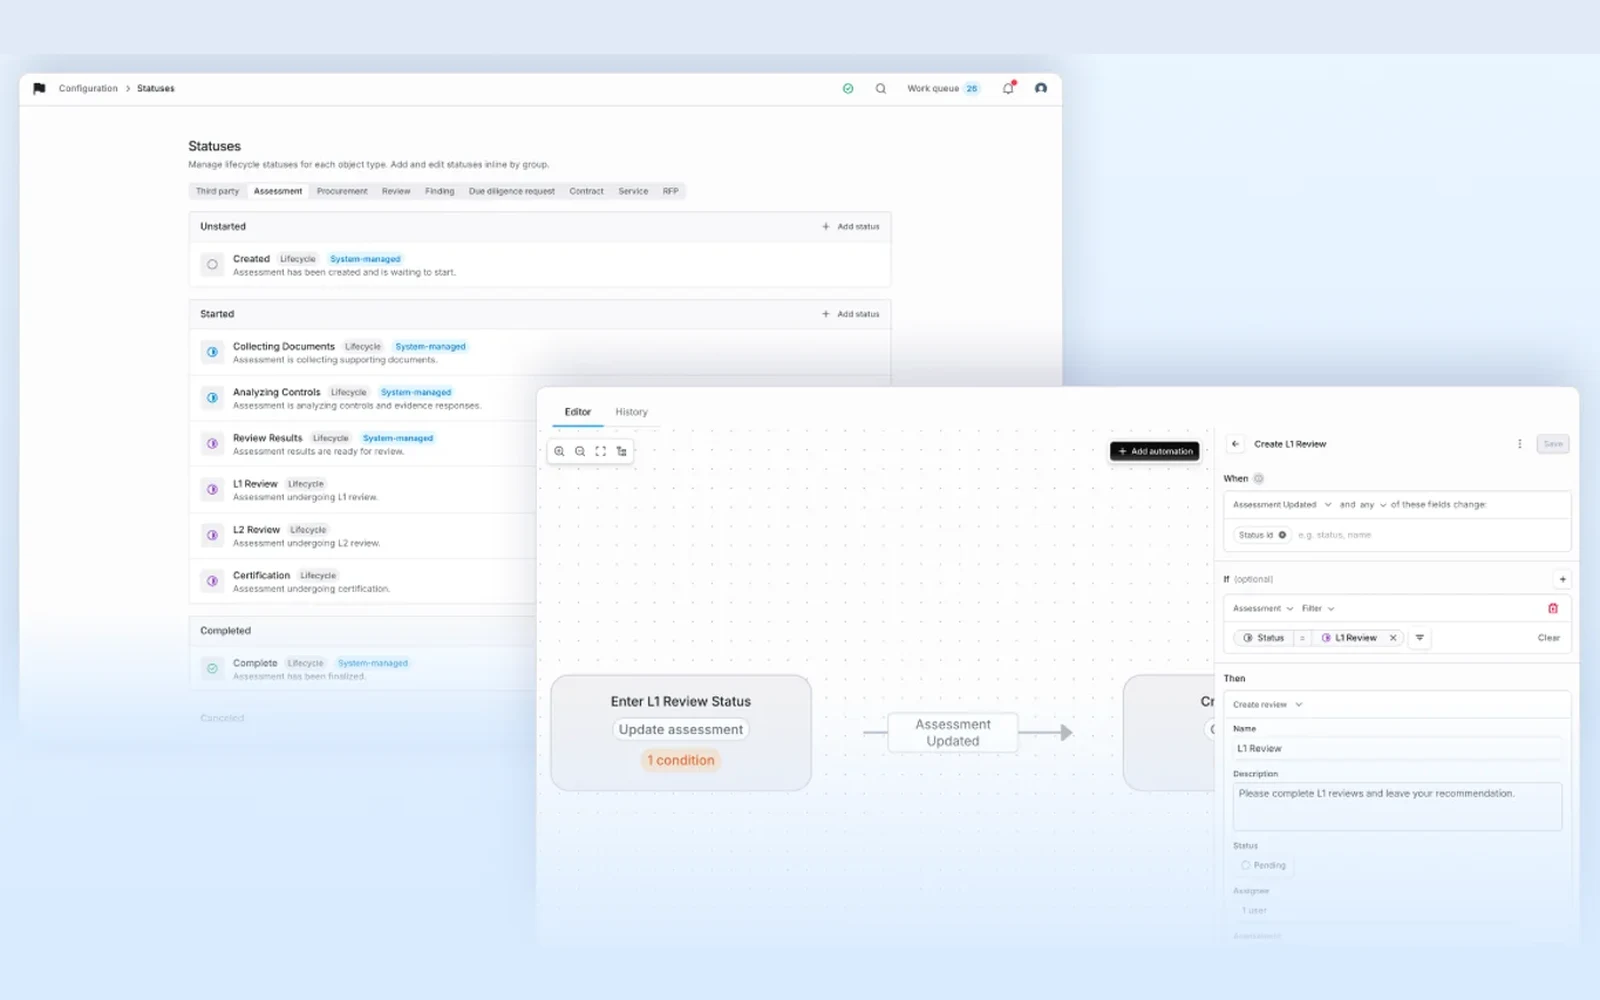 Configuration > Statuses
Work queue 26
Statuses
Manage lifecycle statuses for each object type. Add and edit statuses inline by group.
Third party Assessment Procurement Review Finding Due diligence request Contract Service RFP
Unstarted
+ Add status
Created Lifecycle System-managed
Assessment has been created and is waiting to start.
Started
+ Add status
Collecting Documents Lifecycle System-managed
Assessment is collecting supporting documents.
Analyzing Controls Lifecycle System-managed
Assessment is analyzing controls and evidence responses.
Review Results Lifecycle System-managed
Assessment results are ready for review.
L1 Review Lifecycle
Assessment undergoing L1 review.
L2 Review Lifecycle
Assessment undergoing L2 review.
Certification Lifecycle
Assessment undergoing certification.
Completed
Complete Lifecycle System-managed
Assessment has been finalized.
Canceled
Editor History
+ Add automation
Enter L1 Review Status
Update assessment
1 condition
Assessment
Updated
Cr
Create L1 Review
Save
When
Assessment Updated and any of these fields change:
Status id e.g. status, name
If (optional)
+
Assessment Filter
Status = L1 Review
Clear
Then
Create review
Name
L1 Review
Description
Please complete L1 reviews and leave your recommendation.
Status
Pending
Assignee
1 user